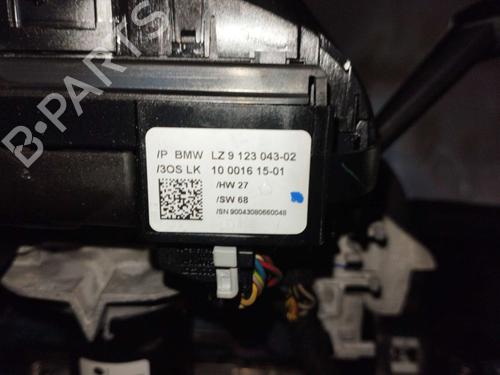 /P BMW LZ 9 123 043-02
/3OS LK 10 0016 15-01
/HW 27
/SW 68
/SN 90043080660048
B-PARTS